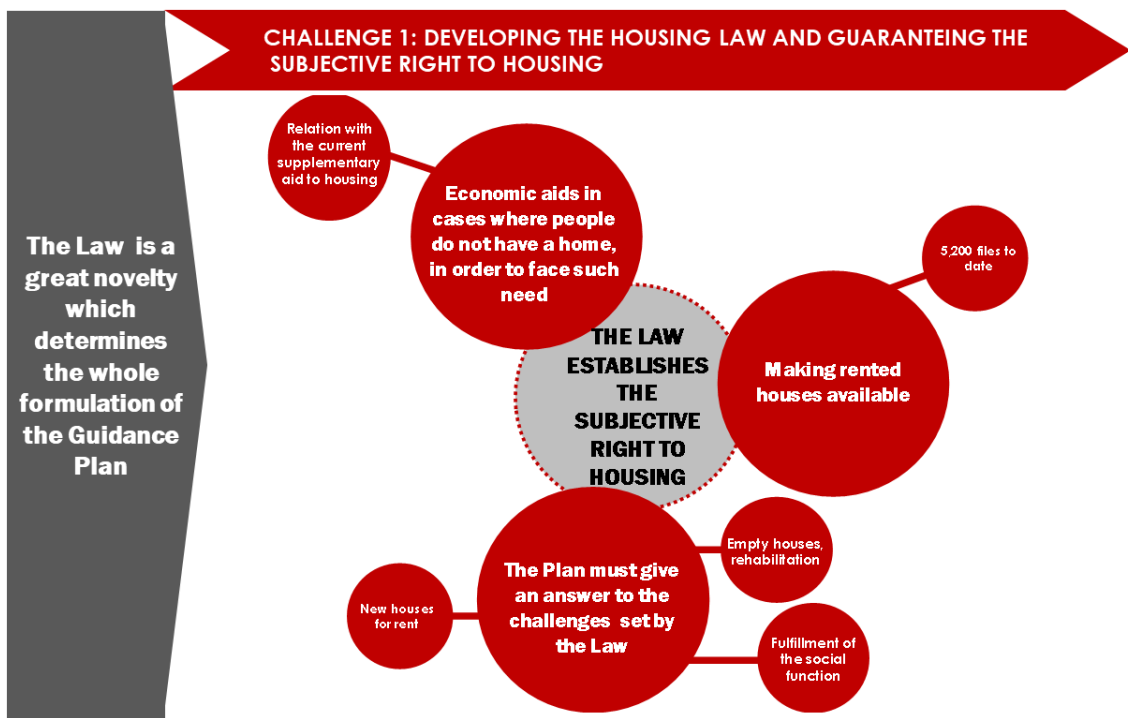 CHALLENGE 1: DEVELOPING THE HOUSING LAW AND GUARANTEING THE
SUBJECTIVE RIGHT TO HOUSING
The Law is a
great novelty
which
determines
the whole
formulation of
the Guidance
Plan
Relation with
the current
supplementary
aid to housing
Economic aids in
cases where people
do not have a home,
in order to face such
need
5,200 files to
date
Making rented
houses available
THE LAW
ESTABLISHES
THE
SUBJECTIVE
RIGHT TO
HOUSING
The Plan must give
an answer to the
challenges set by
the Law
Empty houses,
rehabilitation
New houses
for rent
Fulfillment of
the social
function